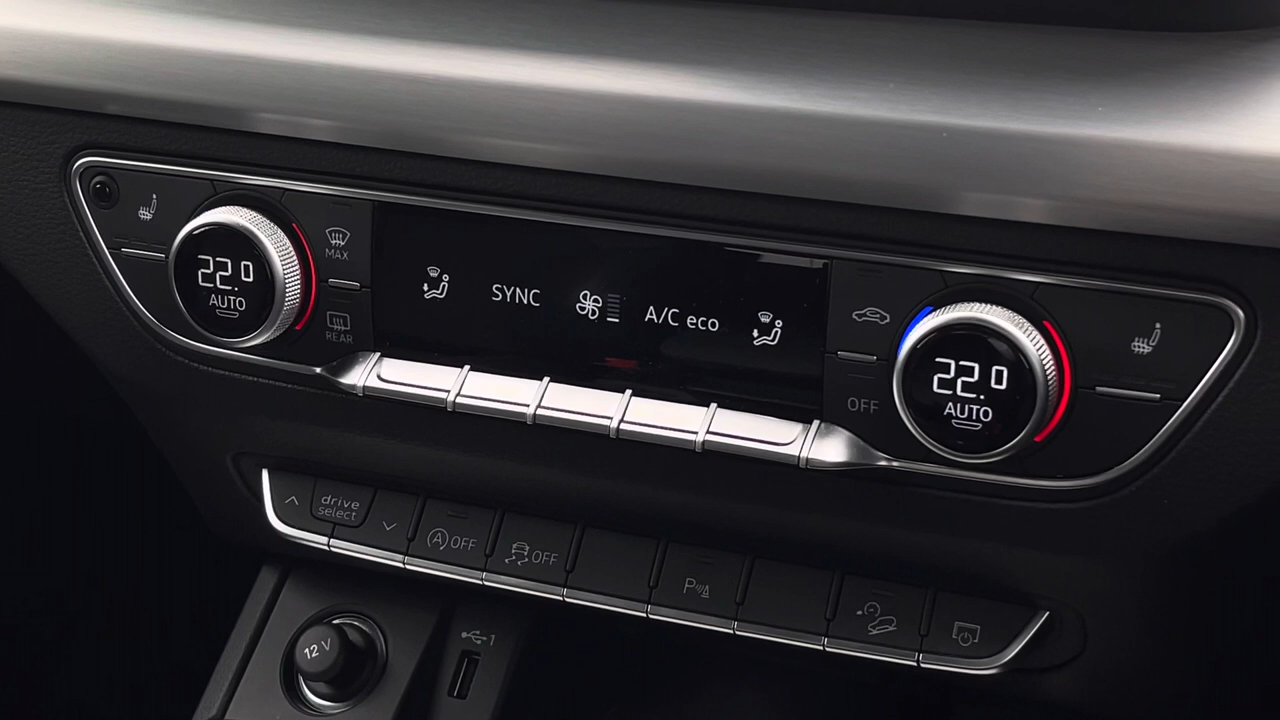 22.0
AUTO
MAX
REAR
SYNC
A/C eco
OFF
22.0
AUTO
drive
select
(A) OFF
OFF
P
12 V
1